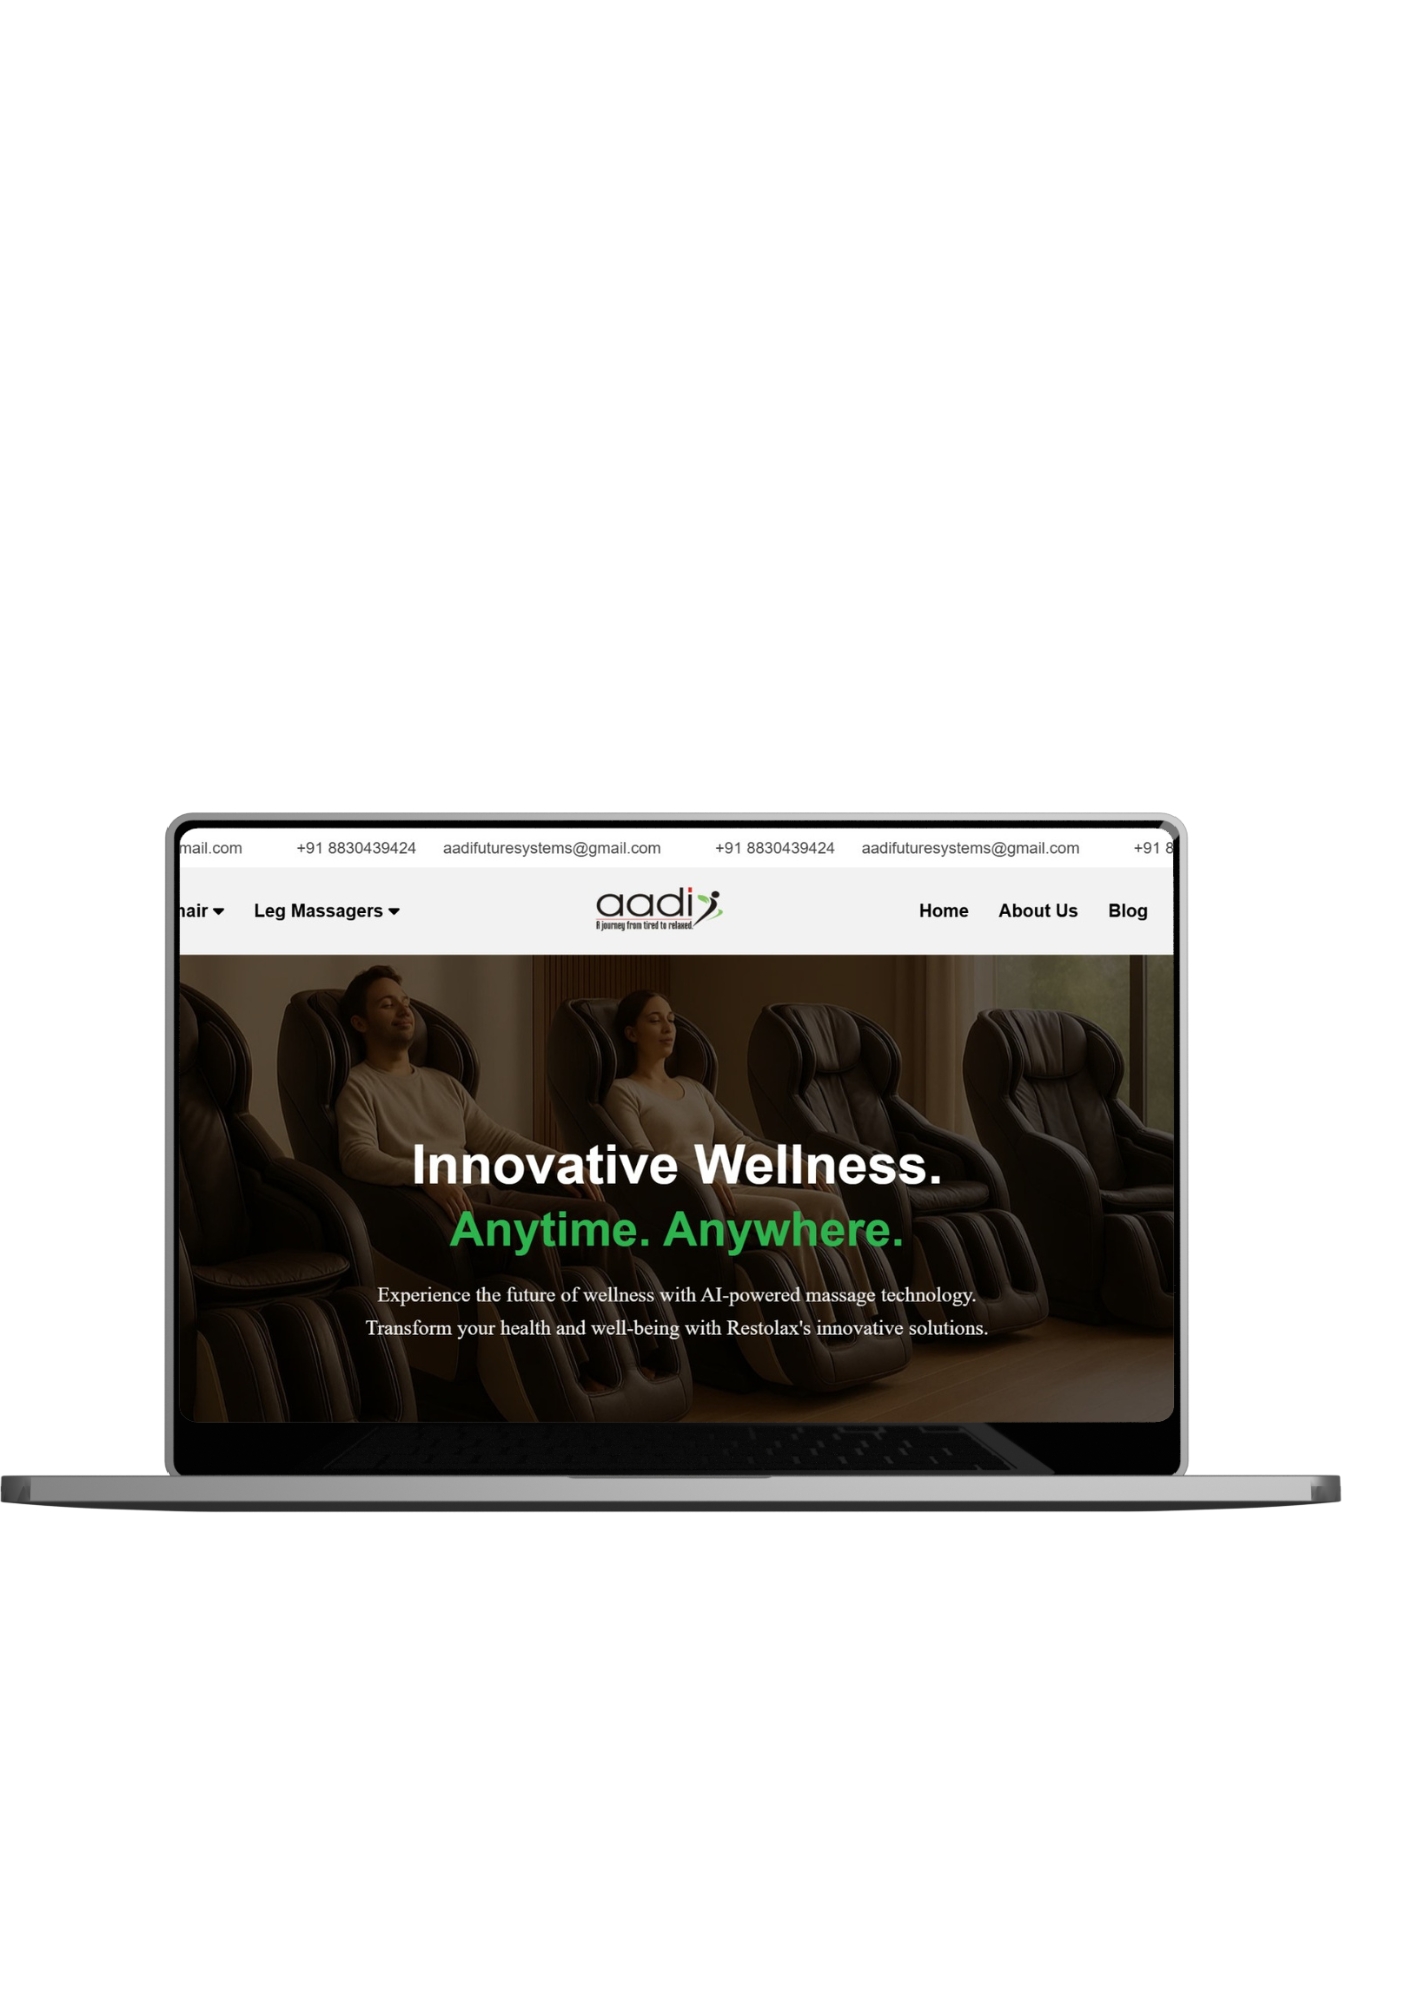 mail.com +91 8830439424 aadifuturesystems@gmail.com +91 8830439424 aadifuturesystems@gmail.com +91 8
hair Leg Massagers aadi Home About Us Blog
A journey from tired to relaxed.
Innovative Wellness.
Anytime. Anywhere.
Experience the future of wellness with AI-powered massage technology.
Transform your health and well-being with Restolax's innovative solutions.